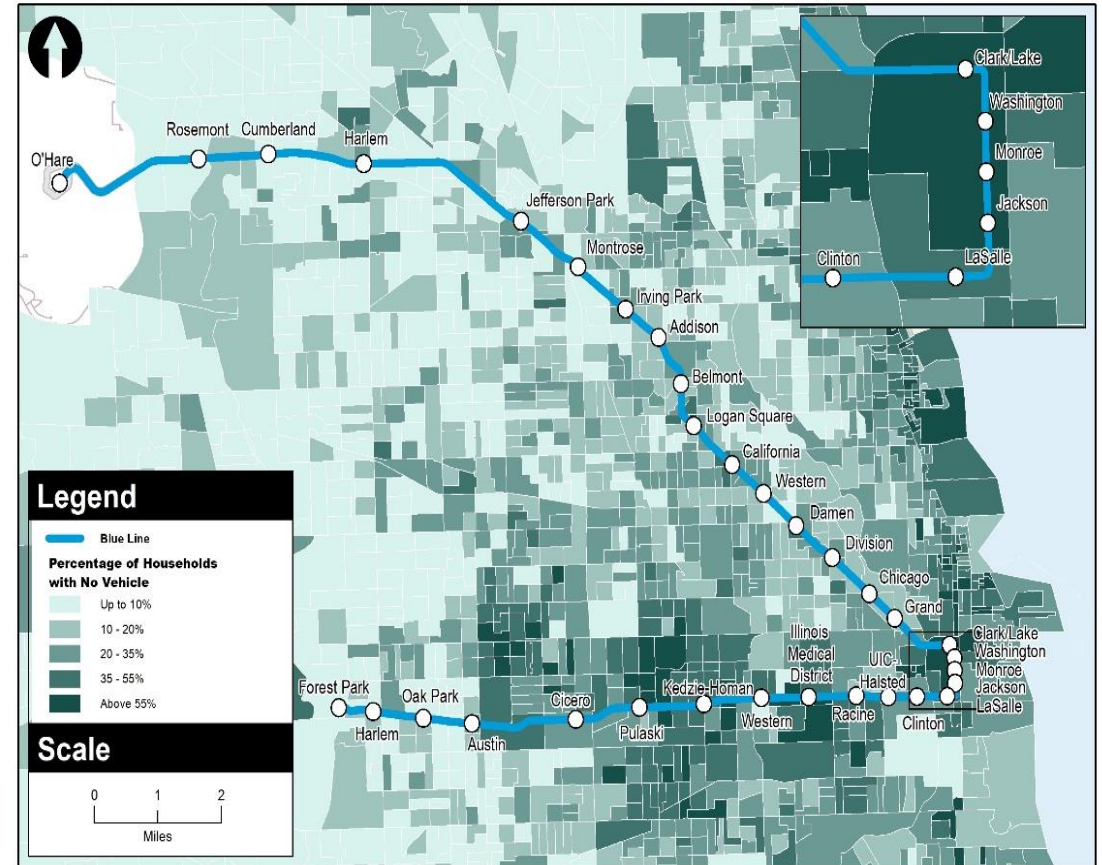 O'Hare
Rosemont
Cumberland
Harlem
Jefferson Park
Montrose
Irving Park
Addison
Belmont
Logan Square
California
Western
Damen
Division
Chicago
Grand
Clark/Lake
Washington
Monroe
Jackson
LaSalle
Clinton
UIC-
Halsted
Racine
Illinois
Medical
District
Western
Kedzie-Homan
Pulaski
Cicero
Austin
Oak Park
Harlem
Forest Park
Clark/Lake
Washington
Monroe
Jackson
LaSalle
Clinton
Legend
Blue Line
Percentage of Households
with No Vehicle
Up to 10%
10 - 20%
20 - 35%
35 - 55%
Above 55%
Scale
0 1 2
Miles